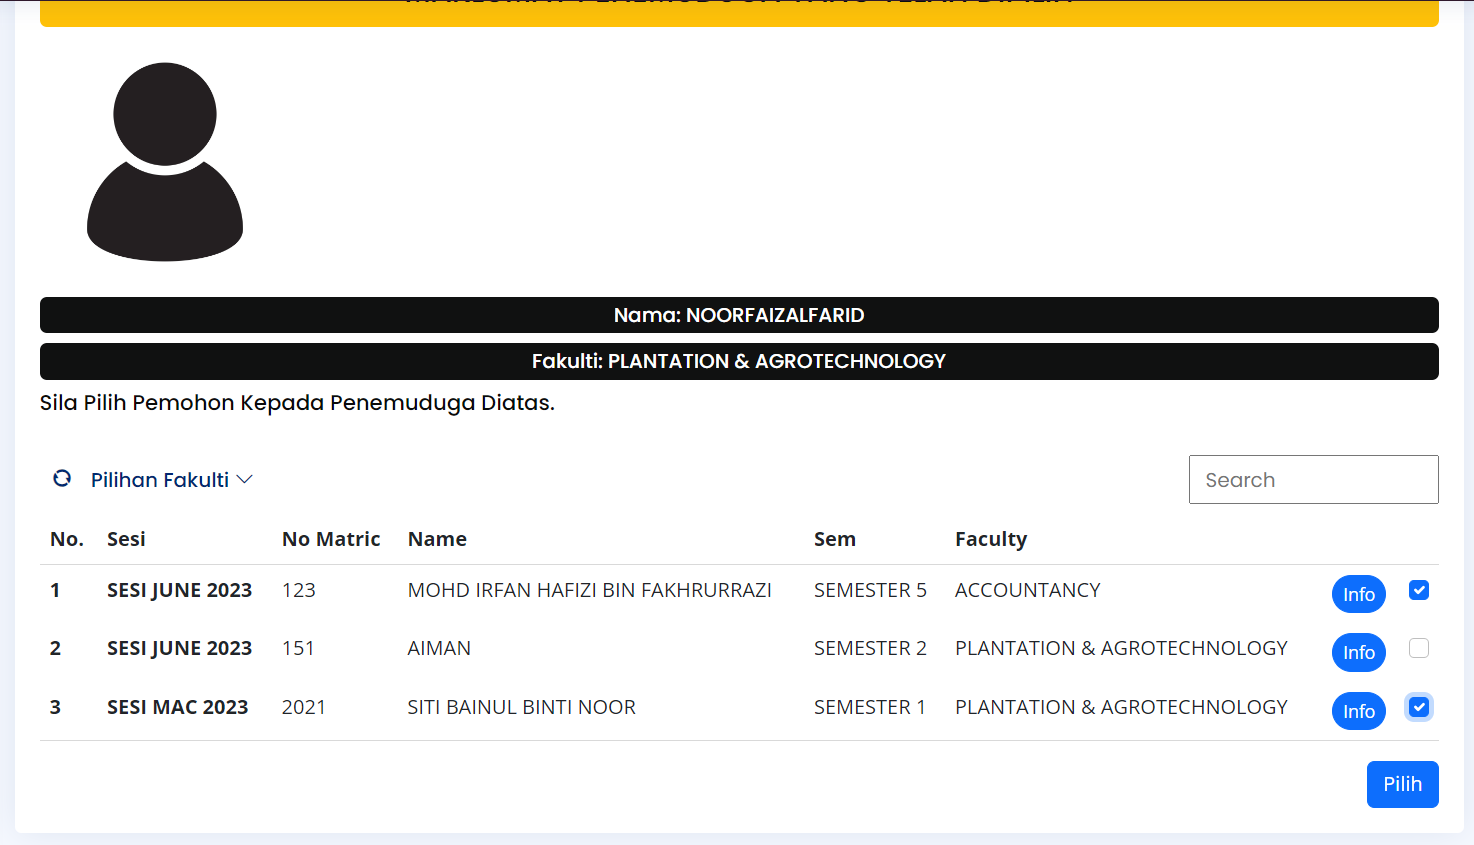 Nama: NOORFAIZALFARID
Fakulti: PLANTATION & AGROTECHNOLOGY
Sila Pilih Pemohon Kepada Penemuduga Diatas.
Pilihan Fakulti
Search
No. Sesi No Matric Name Sem Faculty
1 SESI JUNE 2023 123 MOHD IRFAN HAFIZI BIN FAKHRURRAZI SEMESTER 5 ACCOUNTANCY Info
2 SESI JUNE 2023 151 AIMAN SEMESTER 2 PLANTATION & AGROTECHNOLOGY Info
3 SESI MAC 2023 2021 SITI BAINUL BINTI NOOR SEMESTER 1 PLANTATION & AGROTECHNOLOGY Info
Pilih